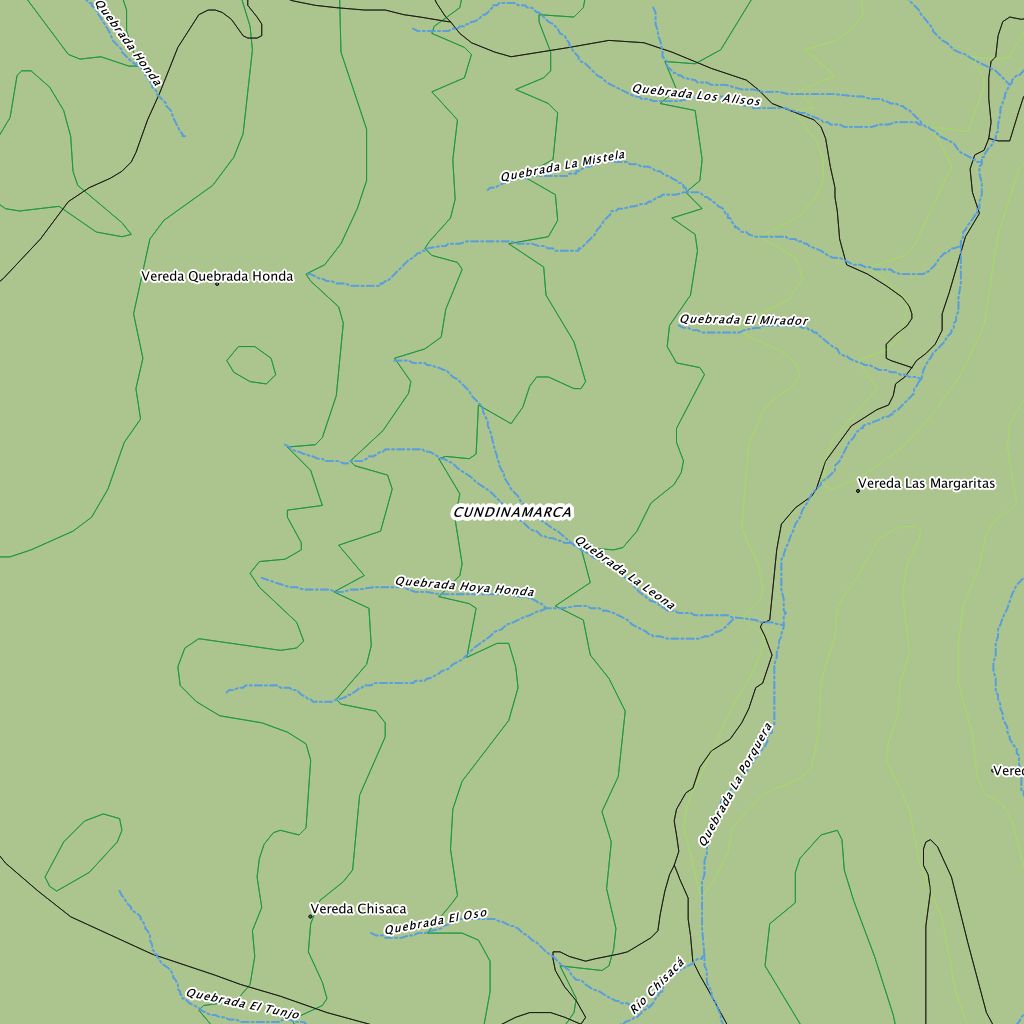 Quebrada Honda
Quebrada Los Alisos
Quebrada La Mistela
Vereda Quebrada Honda
Quebrada El Mirador
Vereda Las Margaritas
CUNDINAMARCA
Quebrada La Leona
Quebrada Hoya Honda
Quebrada La Porquera
Vered
Vereda Chisaca
Quebrada El Oso
Río Chisacá
Quebrada El Tunjo